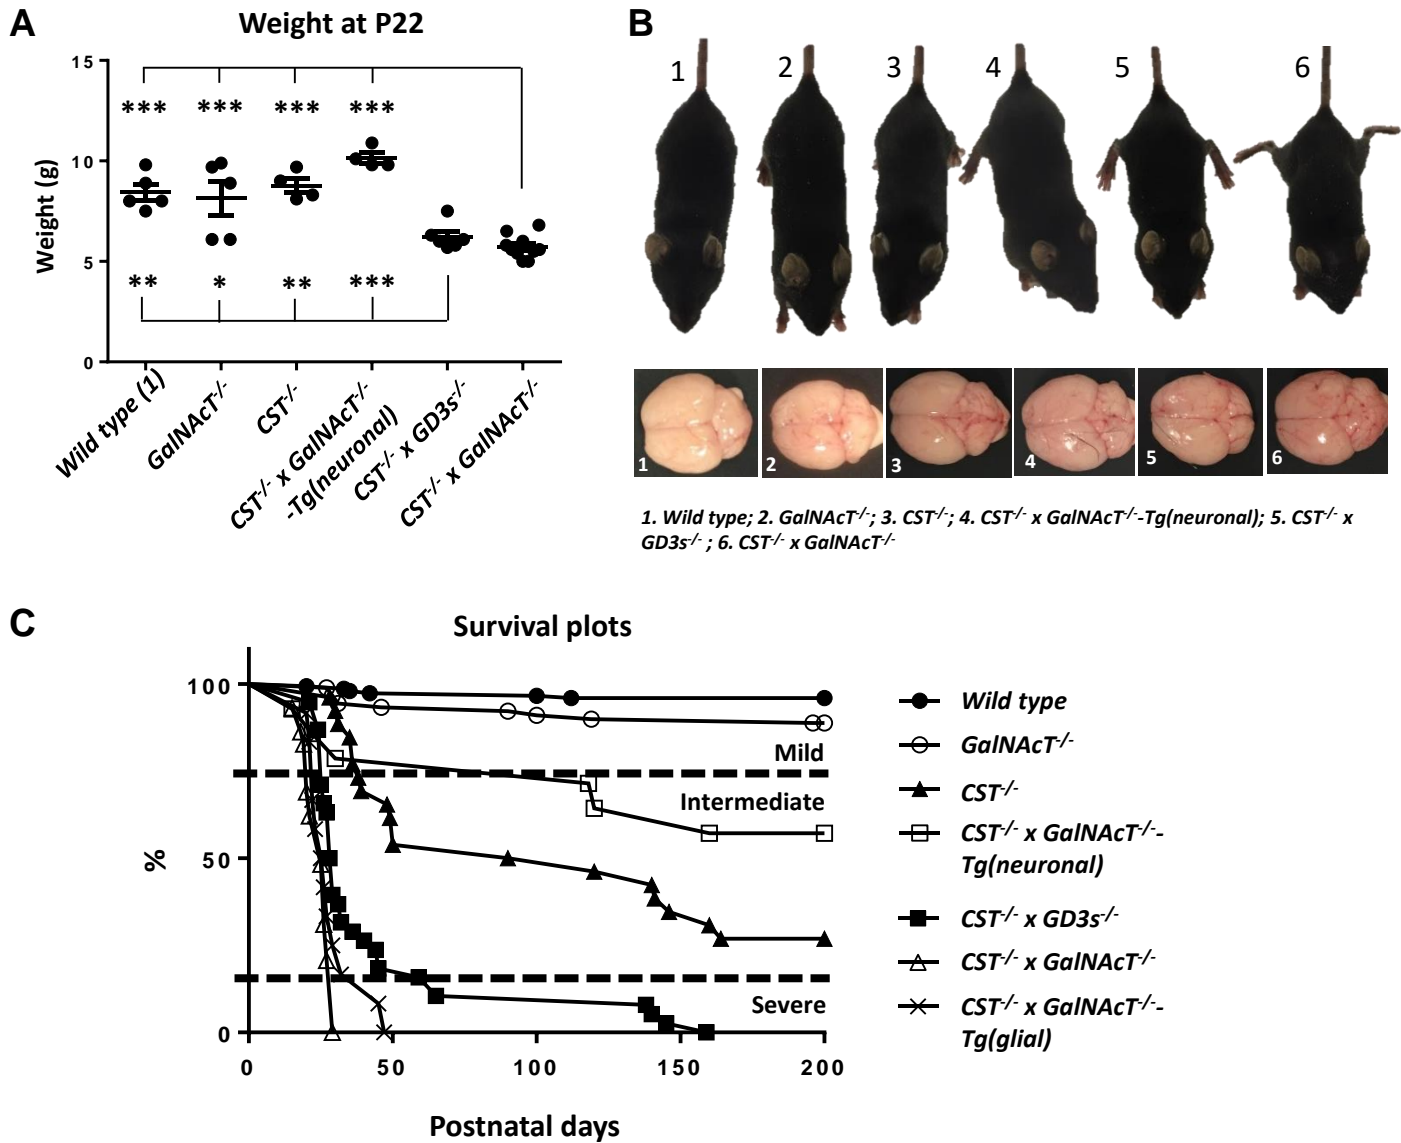 A
Weight at P22
15
10
5
0
Weight (g)
*** *** *** ***
** * ** ***
Wild type (1)
GalNAcT-/-
CST-/-
CST-/- x GalNAcT-/-
-Tg(neuronal)
CST-/- x GD3s-/-
CST-/- x GalNAcT-/-
B
1 2 3 4 5 6
1 2 3 4 5 6
1. Wild type; 2. GalNAcT-/-; 3. CST-/-; 4. CST-/- x GalNAcT-/--Tg(neuronal); 5. CST-/- x
GD3s-/- ; 6. CST-/- x GalNAcT-/-
C
Survival plots
100
50
0
%
Mild
Intermediate
Severe
0 50 100 150 200
Postnatal days
Wild type
GalNAcT-/-
CST-/-
CST-/- x GalNAcT-/--
Tg(neuronal)
CST-/- x GD3s-/-
CST-/- x GalNAcT-/-
CST-/- x GalNAcT-/--
Tg(glial)